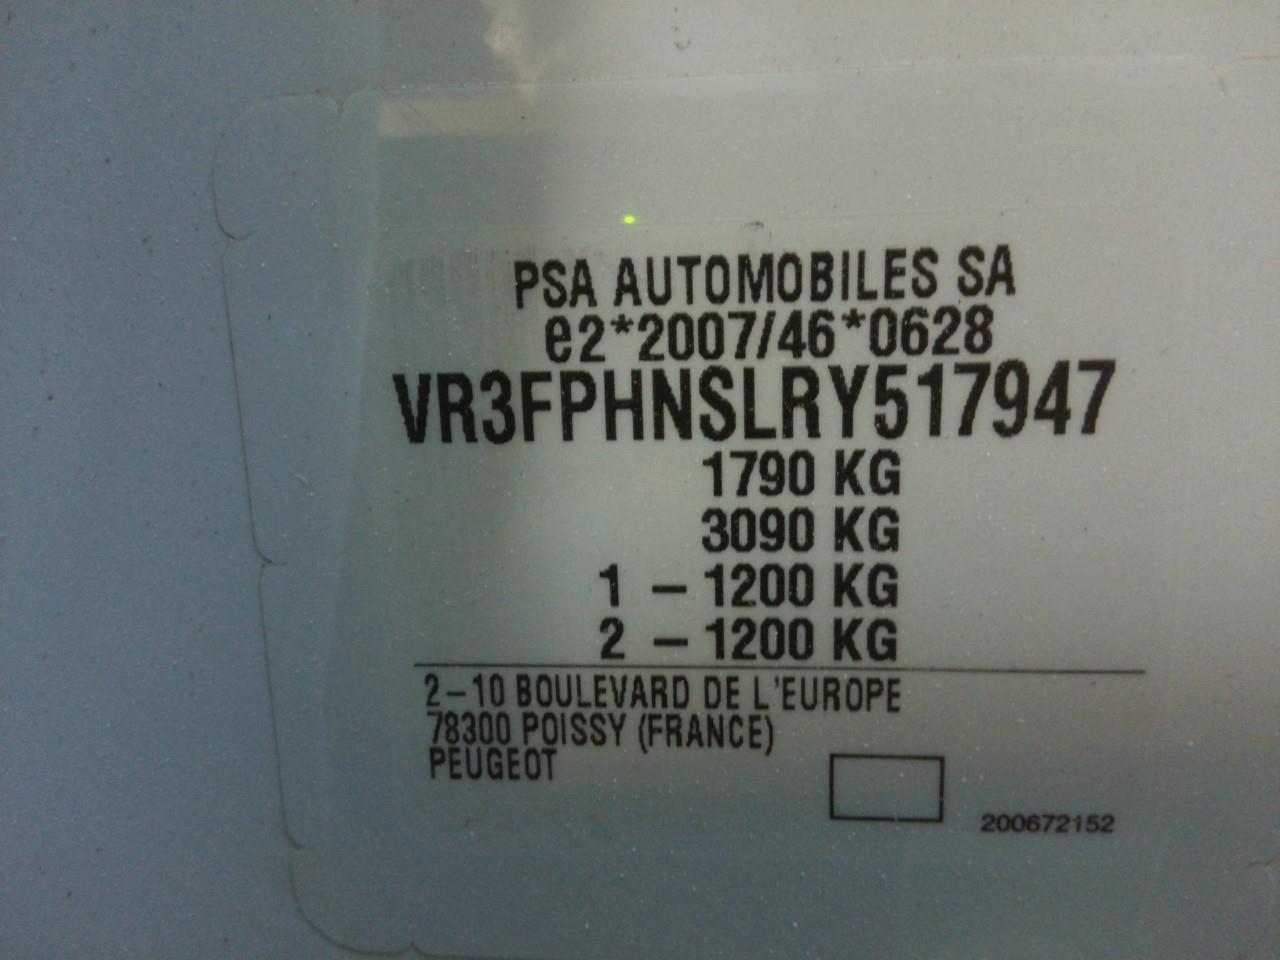 PSA AUTOMOBILES SA
e2*2007/46*0628
VR3FPHNSLRY517947
1790 KG
3090 KG
1 – 1200 KG
2 – 1200 KG
2–10 BOULEVARD DE L'EUROPE
78300 POISSY (FRANCE)
PEUGEOT
200672152